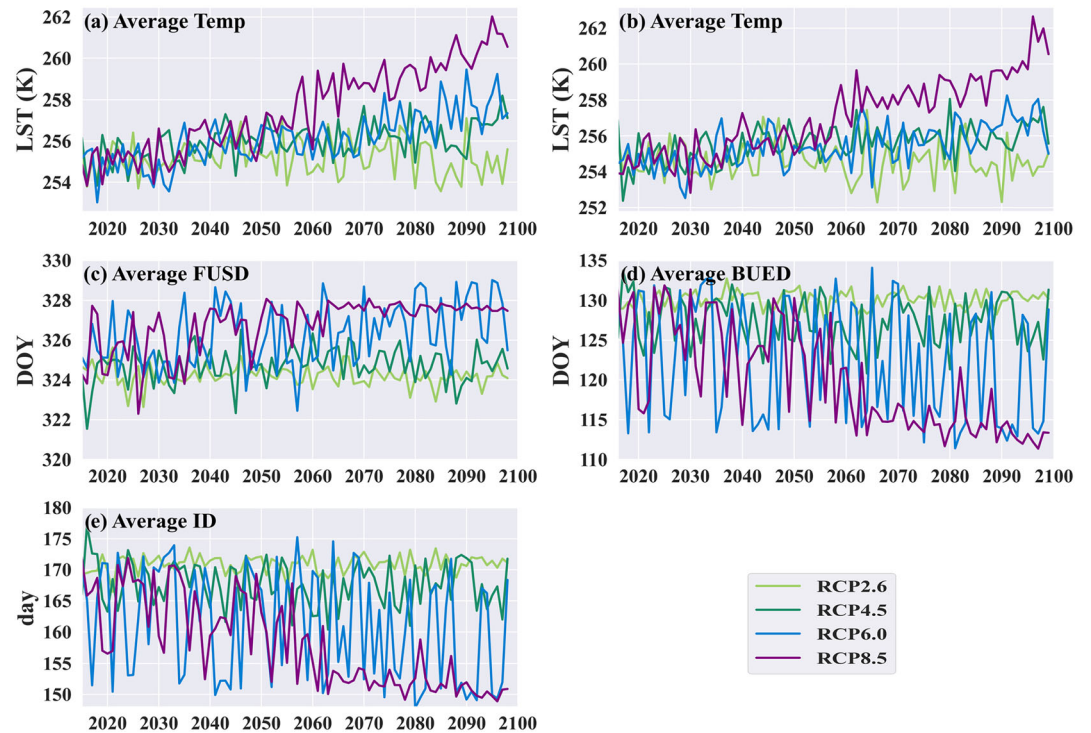 (a) Average Temp
LST (K)
262
260
258
256
254
2020 2030 2040 2050 2060 2070 2080 2090 2100
(b) Average Temp
LST (K)
262
260
258
256
254
252
2020 2030 2040 2050 2060 2070 2080 2090 2100
(c) Average FUSD
DOY
330
328
326
324
322
320
2020 2030 2040 2050 2060 2070 2080 2090 2100
(d) Average BUED
DOY
135
130
125
120
115
110
2020 2030 2040 2050 2060 2070 2080 2090 2100
(e) Average ID
day
180
175
170
165
160
155
150
2020 2030 2040 2050 2060 2070 2080 2090 2100
RCP2.6
RCP4.5
RCP6.0
RCP8.5